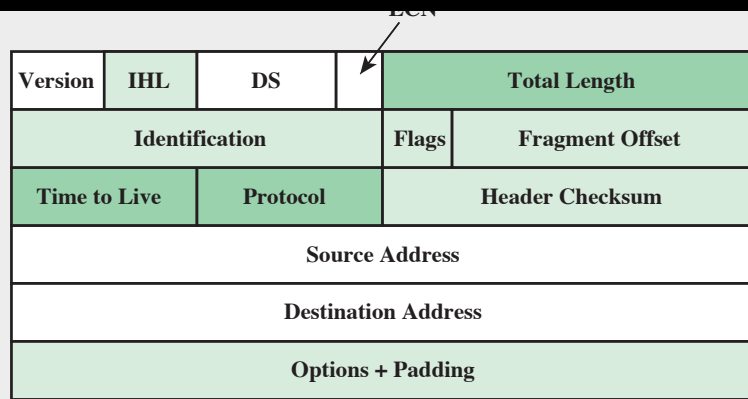 ECN
Version IHL DS Total Length
Identification Flags Fragment Offset
Time to Live Protocol Header Checksum
Source Address
Destination Address
Options + Padding